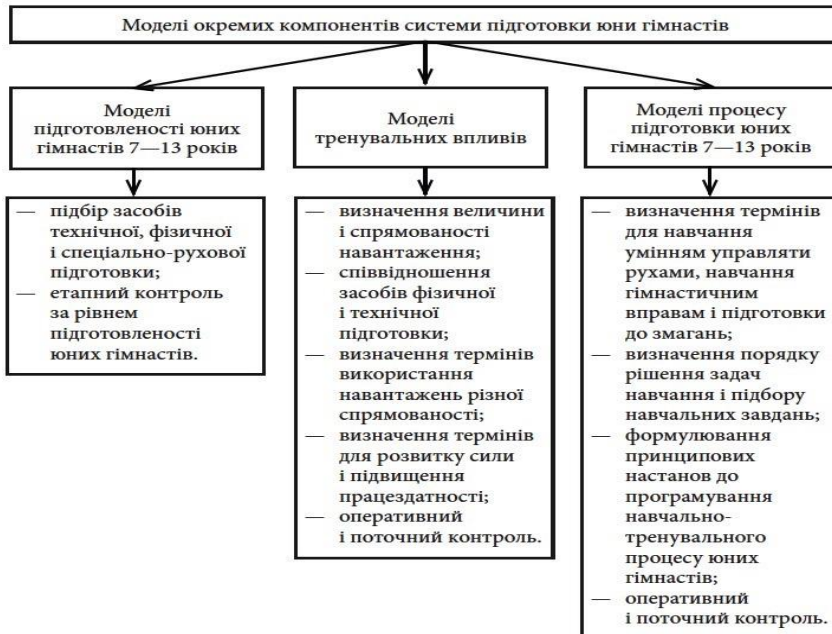 Моделі окремих компонентів системи підготовки юни гімнастів
Моделі
підготовленості юних
гімнастів 7—13 років
— підбір засобів
технічної, фізичної
і спеціально-рухової
підготовки;
— етапний контроль
за рівнем
підготовленості
юних гімнастів.
Моделі
тренувальних впливів
— визначення величини
і спрямованості
навантаження;
— співвідношення
засобів фізичної
і технічної
підготовки;
— визначення термінів
використання
навантажень різної
спрямованості;
— визначення термінів
для розвитку сили
і підвищення
працездатності;
— оперативний
і поточний контроль.
Моделі процесу
підготовки юних
гімнастів 7—13 років
— визначення термінів
для навчання
умінням управляти
рухами, навчання
гімнастичним
вправам і підготовки
до змагань;
— визначення порядку
рішення задач
навчання і підбору
навчальних завдань;
— формулювання
принципових
настанов до
програмування
навчально-
тренувального
процесу юних
гімнастів;
— оперативний
і поточний контроль.